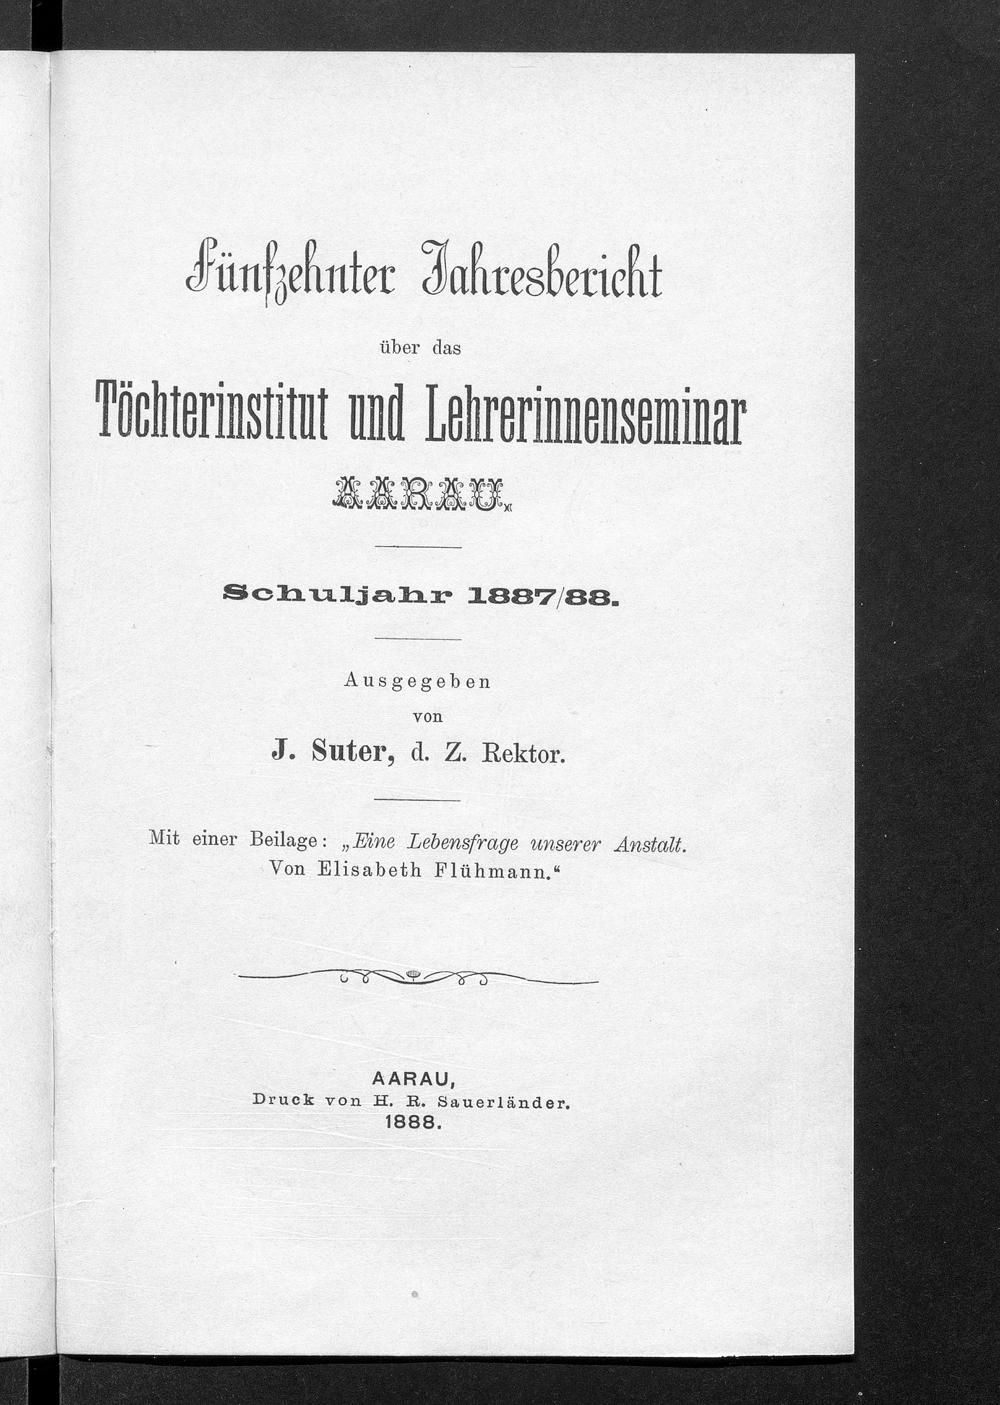 Fünfzehnter Jahresbericht
über das
Töchterinstitut und Lehrerinnenseminar
AARAU.
Schuljahr 1887/88.
Ausgegeben
von
J. Suter, d. Z. Rektor.
Mit einer Beilage: „Eine Lebensfrage unserer Anstalt.
Von Elisabeth Flühmann.“
AARAU,
Druck von H. R. Sauerländer.
1888.